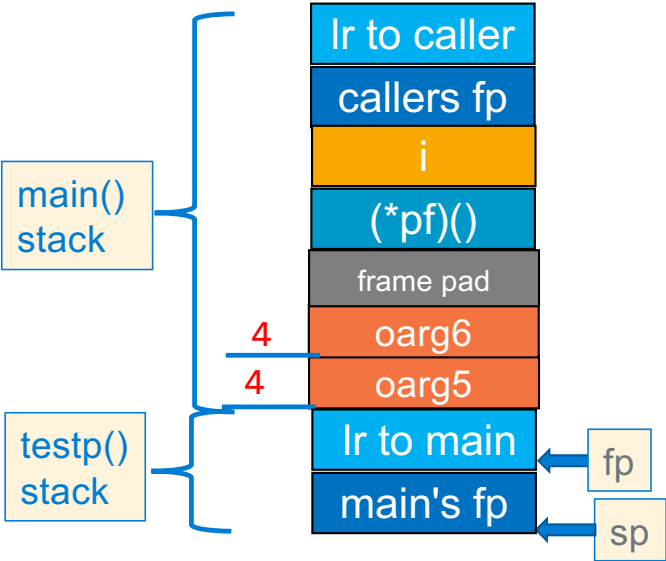 lr to caller
callers fp
i
main()
stack
(*pf)()
frame pad
4
oarg6
4
oarg5
testp()
stack
lr to main
fp
main's fp
sp